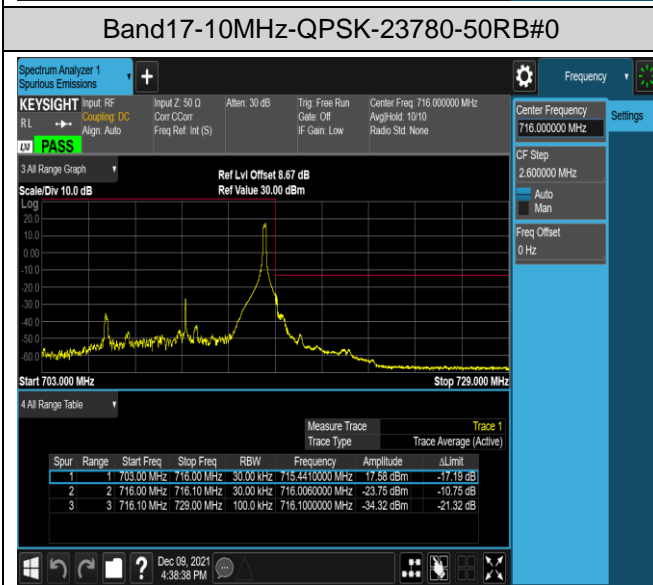 Band17-10MHz-QPSK-23780-50RB#0
Spectrum Analyzer 1
Spurious Emissions
Frequency
KEYSIGHT Input: RF Input Z: 50 Ω Atten: 30 dB Trig: Free Run Center Freq: 716.000000 MHz
RL Coupling: DC Corr CCorr Gate: Off Avg|Hold: 10/10
Align: Auto Freq Ref: Int (S) IF Gain: Low Radio Std: None
LXI PASS
Center Frequency
716.000000 MHz
Settings
CF Step
2.600000 MHz
Auto
Man
Freq Offset
0 Hz
3 All Range Graph
Ref Lvl Offset 8.67 dB
Scale/Div 10.0 dB Ref Value 30.00 dBm
Log
20.0
10.0
0.00
-10.0
-20.0
-30.0
-40.0
-50.0
-60.0
Start 703.000 MHz Stop 729.000 MHz
4 All Range Table
Measure Trace Trace 1
Trace Type Trace Average (Active)
Spur Range Start Freq Stop Freq RBW Frequency Amplitude ΔLimit
1 1 703.00 MHz 716.00 MHz 30.00 kHz 715.4410000 MHz 17.58 dBm -17.19 dB
2 2 716.00 MHz 716.10 MHz 30.00 kHz 716.0060000 MHz -23.75 dBm -10.75 dB
3 3 716.10 MHz 729.00 MHz 100.0 kHz 716.1000000 MHz -34.32 dBm -21.32 dB
Dec 09, 2021
4:38:38 PM